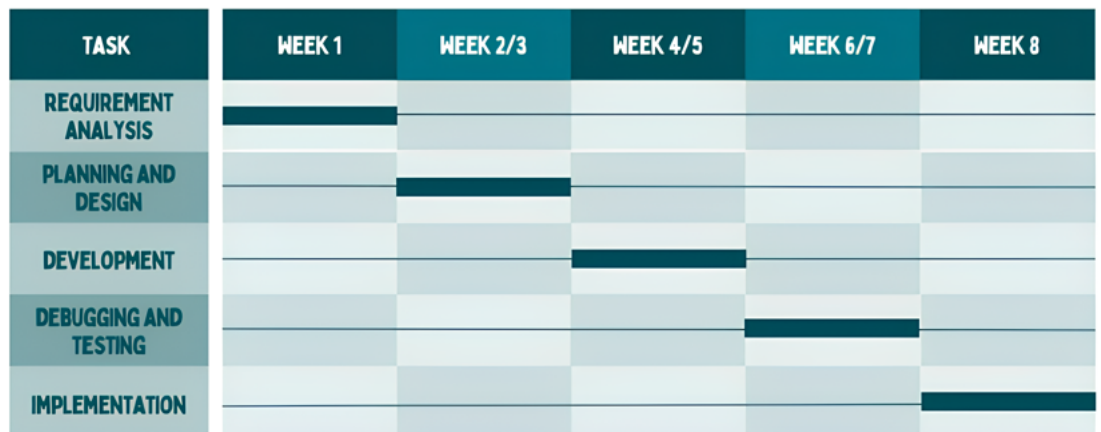 TASK WEEK 1 WEEK 2/3 WEEK 4/5 WEEK 6/7 WEEK 8
REQUIREMENT
ANALYSIS
PLANNING AND
DESIGN
DEVELOPMENT
DEBUGGING AND
TESTING
IMPLEMENTATION